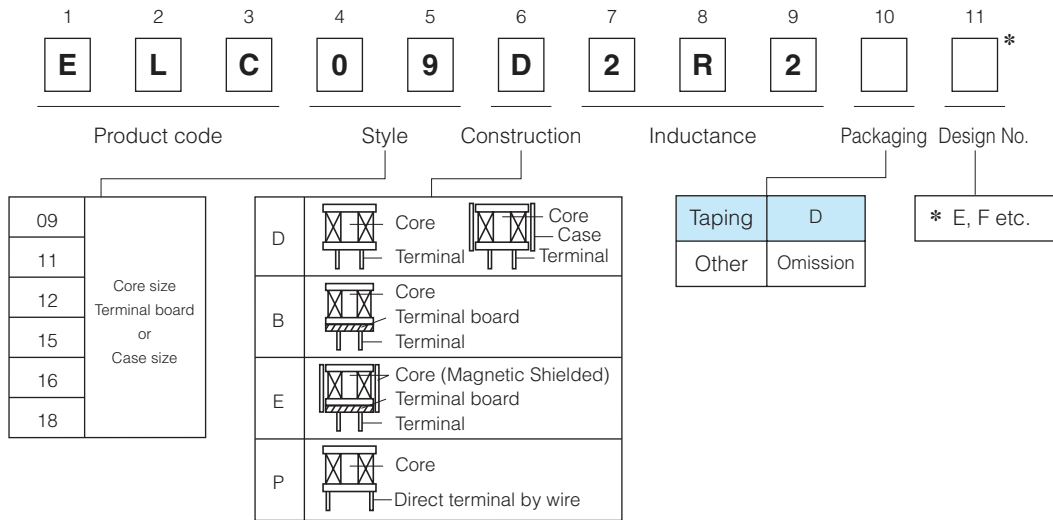 1 2 3 4 5 6 7 8 9 10 11
E L C 0 9 D 2 R 2 *
Product code Style Construction Inductance Packaging Design No.
09
11
12
15
16
18
Core size
Terminal board
or
Case size
D
Core
Terminal
Core
Case
Terminal
B
Core
Terminal board
Terminal
E
Core (Magnetic Shielded)
Terminal board
Terminal
P
Core
Direct terminal by wire
Taping D
Other Omission
* E, F etc.